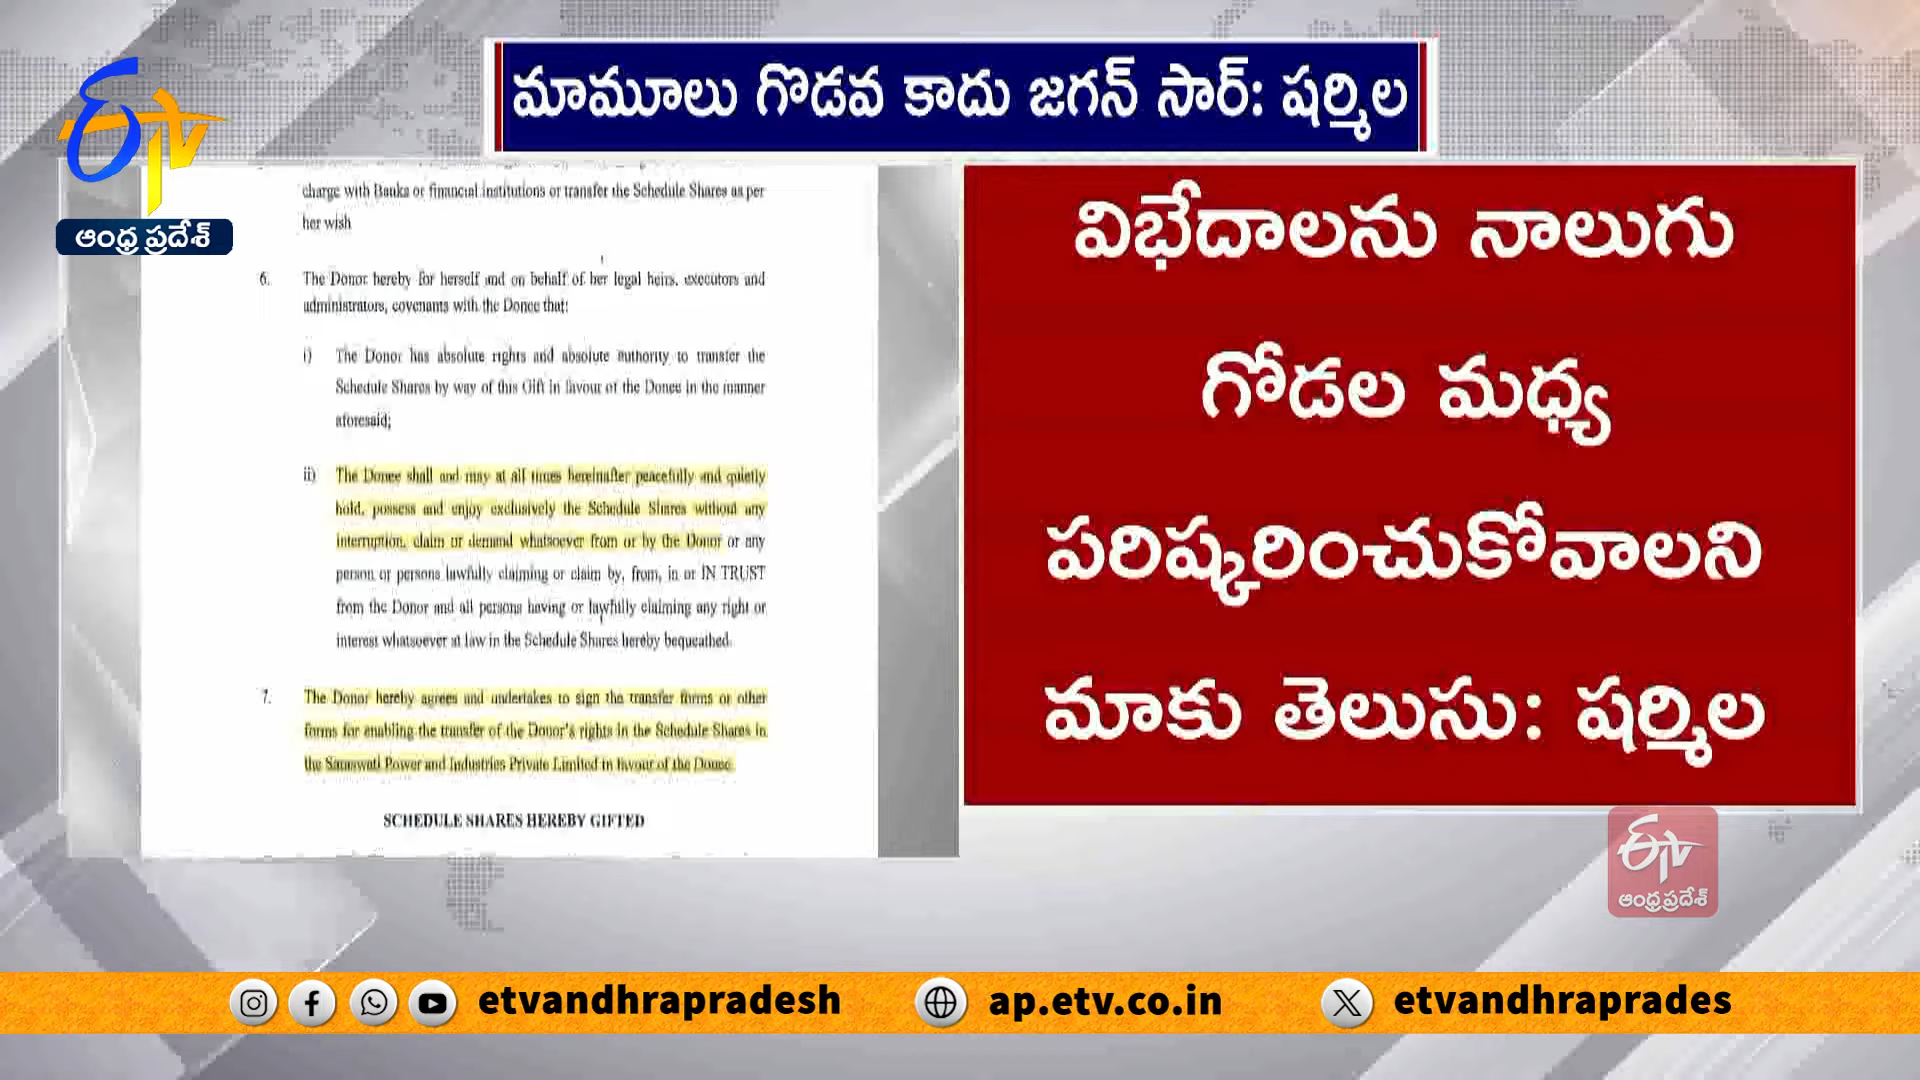 మామూలు గొడవ కాదు జగన్ సార్: షర్మిల
ETV
ఆంధ్ర ప్రదేశ్
charge with Banks or financial institutions or transfer the Schedule Shares as per
her wish
6. The Donor hereby for herself and on behalf of her legal heirs, executors and
administrators, covenants with the Donee that:
i) The Donor has absolute rights and absolute authority to transfer the
Schedule Shares by way of this Gift in favour of the Donee in the manner
aforesaid;
ii) The Donee shall and may at all times hereinafter peacefully and quietly
hold, possess and enjoy exclusively the Schedule Shares without any
interruption, claim or demand whatsoever from or by the Donor or any
person or persons lawfully claiming or claim by, from, in or IN TRUST
from the Donor and all persons having or lawfully claiming any right or
interest whatsoever at law in the Schedule Shares hereby bequeathed.
7. The Donor hereby agrees and undertakes to sign the transfer forms or other
forms for enabling the transfer of the Donor's rights in the Schedule Shares in
the Saraswati Power and Industries Private Limited in favour of the Donee.
SCHEDULE SHARES HEREBY GIFTED
విభేదాలను నాలుగు
గోడల మధ్య
పరిష్కరించుకోవాలని
మాకు తెలుసు: షర్మిల
ETV
ఆంధ్రప్రదేశ్
etvandhrapradesh
ap.etv.co.in
etvandhraprades